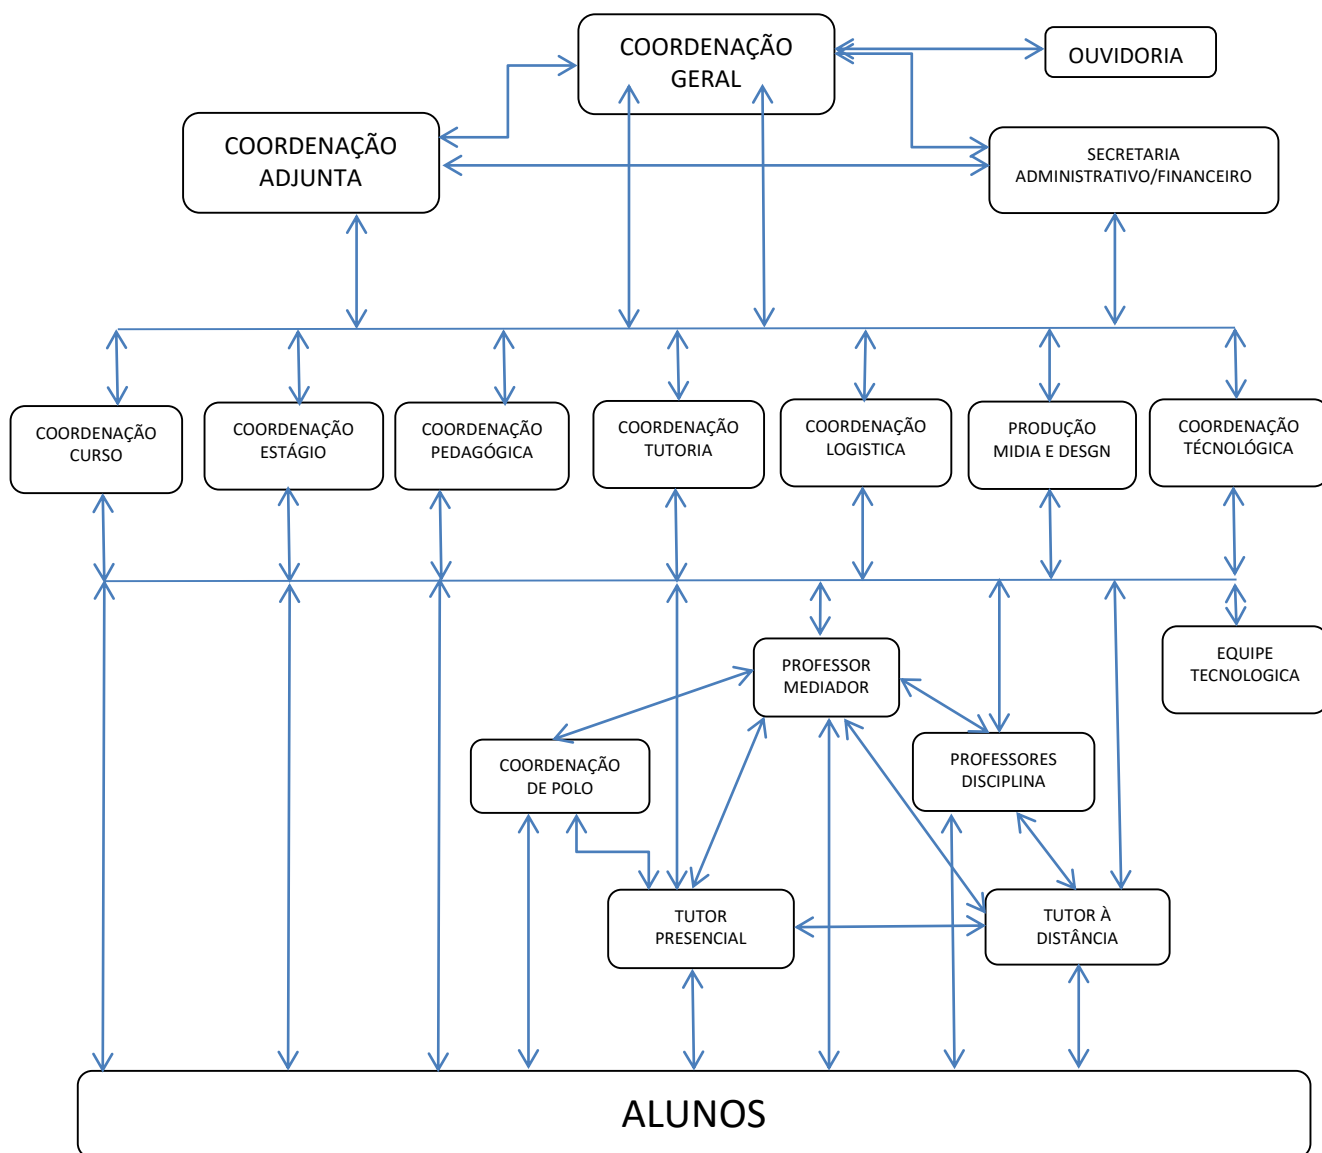 COORDENAÇÃO
GERAL
OUVIDORIA
COORDENAÇÃO
ADJUNTA
SECRETARIA
ADMINISTRATIVO/FINANCEIRO
COORDENAÇÃO
CURSO
COORDENAÇÃO
ESTÁGIO
COORDENAÇÃO
PEDAGÓGICA
COORDENAÇÃO
TUTORIA
COORDENAÇÃO
LOGISTICA
PRODUÇÃO
MIDIA E DESGN
COORDENAÇÃO
TÉCNOLÓGICA
PROFESSOR
MEDIADOR
EQUIPE
TECNOLOGICA
COORDENAÇÃO
DE POLO
PROFESSORES
DISCIPLINA
TUTOR
PRESENCIAL
TUTOR À
DISTÂNCIA
ALUNOS